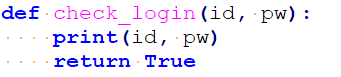 def check_login(id, pw):
    print(id, pw)
    return True